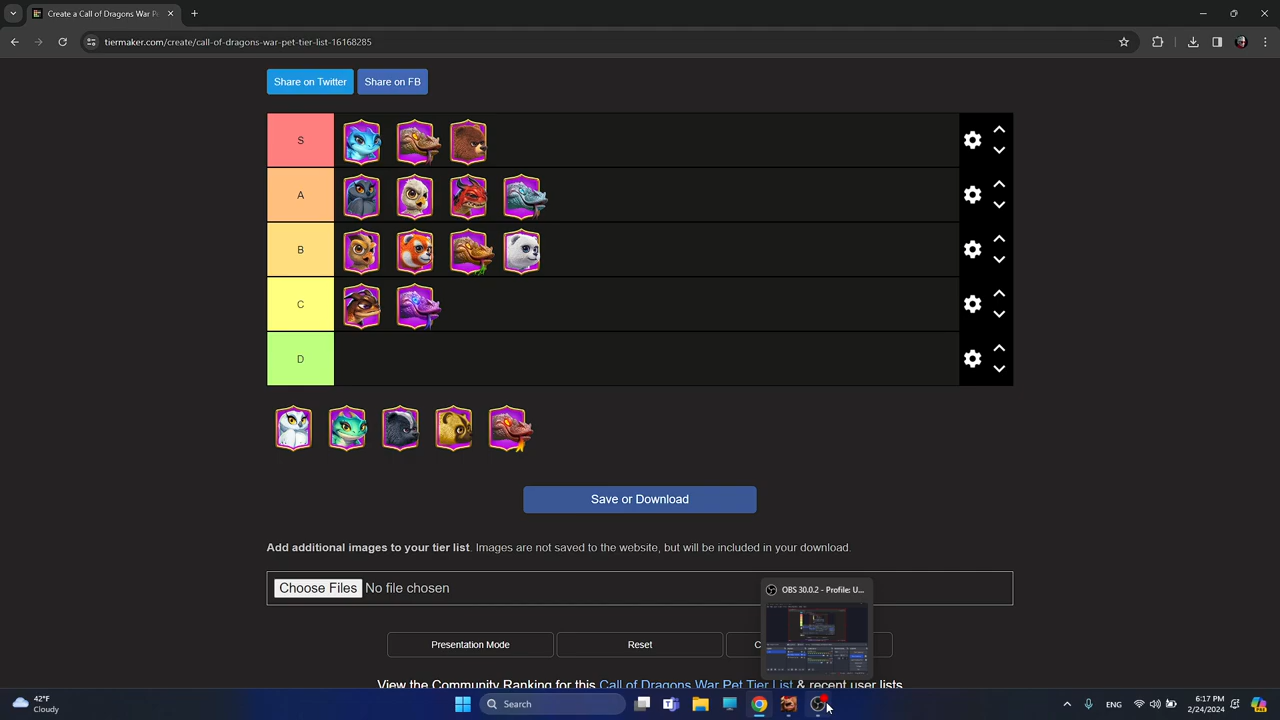 Create a Call of Dragons War Pe
tiermaker.com/create/call-of-dragons-war-pet-tier-list-16168285
Share on Twitter
Share on FB
S
A
B
C
D
Save or Download
Add additional images to your tier list. Images are not saved to the website, but will be included in your download.
Choose Files No file chosen
OBS 30.0.2 - Profile: U...
Presentation Mode
Reset
C
View the Community Ranking for this Call of Dragons War Pet Tier List & recent user lists
42°F
Cloudy
Search
ENG
6:17 PM
2/24/2024